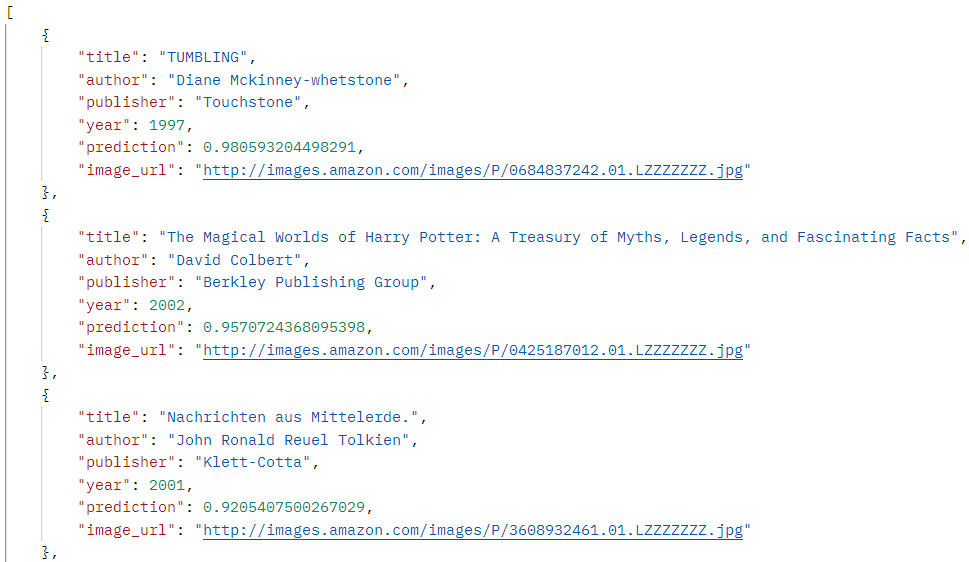 [
{
"title": "TUMBLING",
"author": "Diane Mckinney-whetstone",
"publisher": "Touchstone",
"year": 1997,
"prediction": 0.980593204498291,
"image_url": "http://images.amazon.com/images/P/0684837242.01.LZZZZZZZ.jpg"
},
{
"title": "The Magical Worlds of Harry Potter: A Treasury of Myths, Legends, and Fascinating Facts",
"author": "David Colbert",
"publisher": "Berkley Publishing Group",
"year": 2002,
"prediction": 0.9570724368095398,
"image_url": "http://images.amazon.com/images/P/0425187012.01.LZZZZZZZ.jpg"
},
{
"title": "Nachrichten aus Mittelerde.",
"author": "John Ronald Reuel Tolkien",
"publisher": "Klett-Cotta",
"year": 2001,
"prediction": 0.9205407500267029,
"image_url": "http://images.amazon.com/images/P/3608932461.01.LZZZZZZZ.jpg"
},